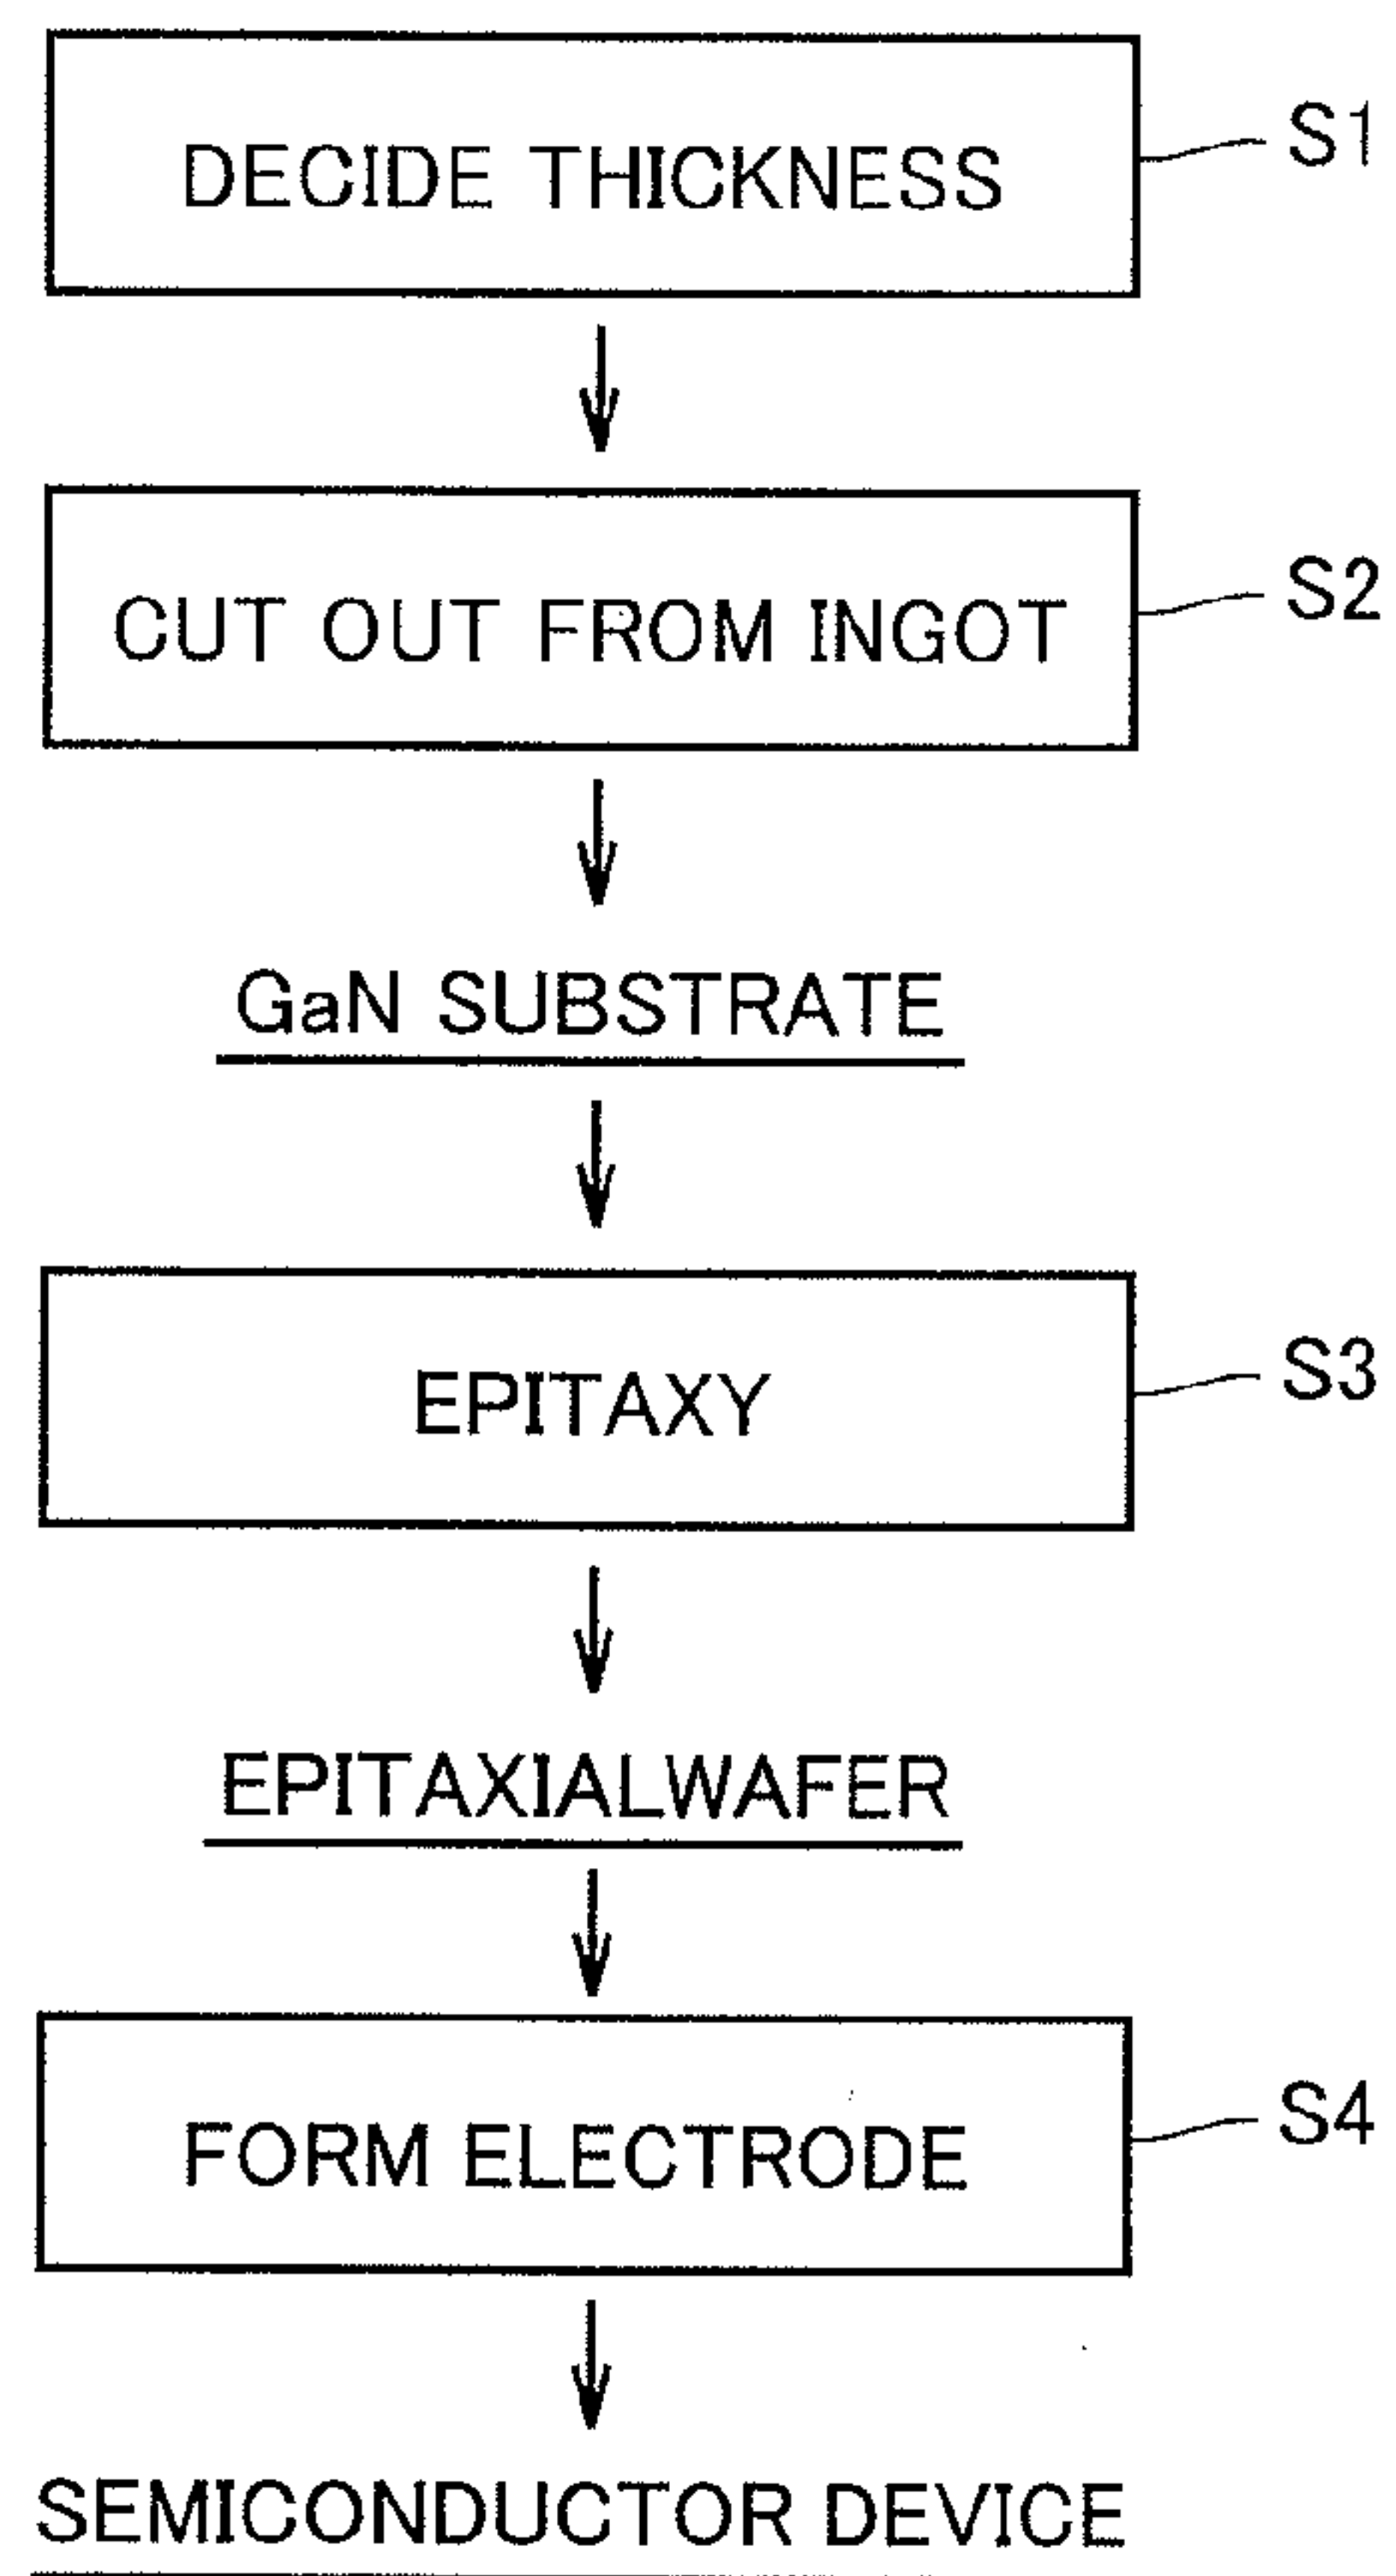 DECIDE THICKNESS
S1
CUT OUT FROM INGOT
S2
GaN SUBSTRATE
EPITAXY
S3
EPITAXIALWAFER
FORM ELECTRODE
S4
SEMICONDUCTOR DEVICE